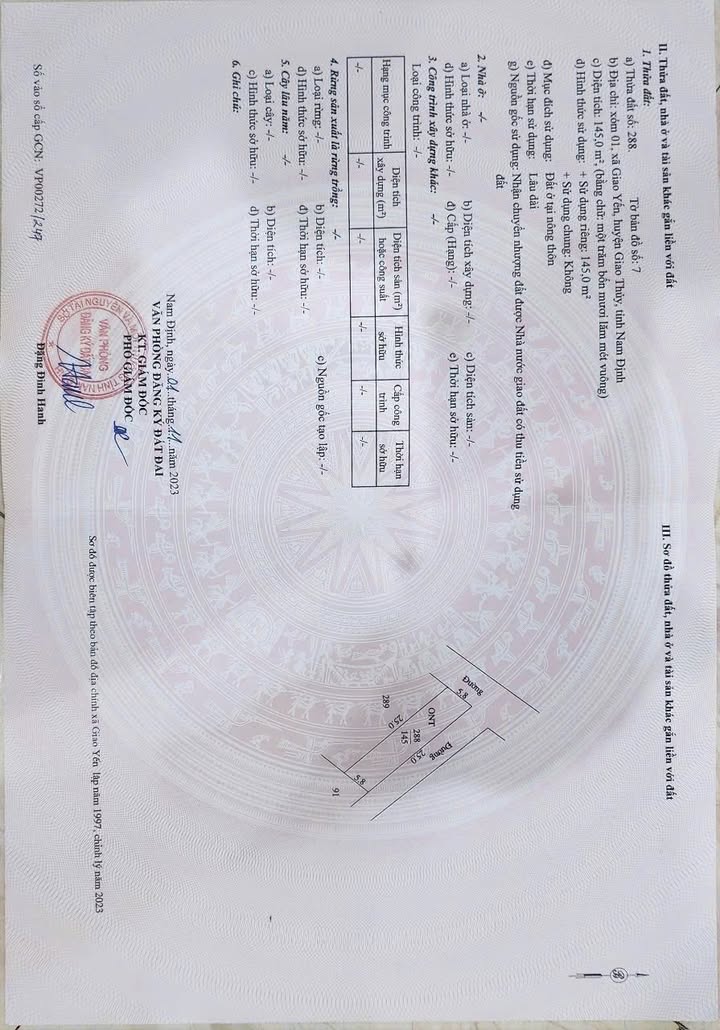 II. Thửa đất, nhà ở và tài sản khác gắn liền với đất
1. Thửa đất:
a) Thửa đất số: 288. Tờ bản đồ số: 7
b) Địa chỉ: xóm 01, xã Giao Yến, huyện Giao Thủy, tỉnh Nam Định
c) Diện tích: 145,0 m², (bằng chữ: một trăm bốn mươi lăm mét vuông)
d) Hình thức sử dụng: + Sử dụng riêng: 145,0 m²
+ Sử dụng chung: Không
đ) Mục đích sử dụng: Đất ở tại nông thôn
e) Thời hạn sử dụng: Lâu dài
g) Nguồn gốc sử dụng: Nhận chuyển nhượng đất được Nhà nước giao đất có thu tiền sử dụng
đất
2. Nhà ở: -/-
a) Loại nhà ở: -/- b) Diện tích xây dựng: -/- c) Diện tích sàn: -/-
d) Hình thức sở hữu: -/- đ) Cấp (Hạng): -/- e) Thời hạn sở hữu: -/-
3. Công trình xây dựng khác: -/-
Loại công trình: -/-
Hạng mục công trình | Diện tích xây dựng (m²) | Diện tích sàn (m²) hoặc công suất | Hình thức sở hữu | Cấp công trình | Thời hạn sở hữu
-/- -/- -/- -/- -/- -/-
4. Rừng sản xuất là rừng trồng: -/-
a) Loại rừng: -/- b) Diện tích: -/- c) Nguồn gốc tạo lập: -/-
d) Hình thức sở hữu: -/- đ) Thời hạn sở hữu: -/-
5. Cây lâu năm: -/-
a) Loại cây: -/- b) Diện tích: -/-
c) Hình thức sở hữu: -/- d) Thời hạn sở hữu: -/-
6. Ghi chú:
Nam Định, ngày 01 tháng 11 năm 2023
VĂN PHÒNG ĐĂNG KÝ ĐẤT ĐAI
KT. GIÁM ĐỐC
PHÓ GIÁM ĐỐC
VĂN PHÒNG
ĐĂNG KÝ ĐẤT
Đặng Đình Hanh
Số vào sổ cấp GCN: VP00272/249
III. Sơ đồ thửa đất, nhà ở và tài sản khác gắn liền với đất
B
Đường
5.8
ONT
288
145
25.0
Đường
289
25.0
5.8
91
Sơ đồ được biên tập theo bản đồ địa chính xã Giao Yến lập năm 1997, chỉnh lý năm 2023